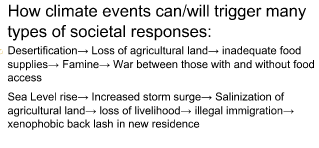 How climate events can/will trigger many
types of societal responses:
Desertification→ Loss of agricultural land→ inadequate food
supplies→ Famine→ War between those with and without food
access
Sea Level rise→ Increased storm surge→ Salinization of
agricultural land→ loss of livelihood→ illegal immigration→
xenophobic back lash in new residence